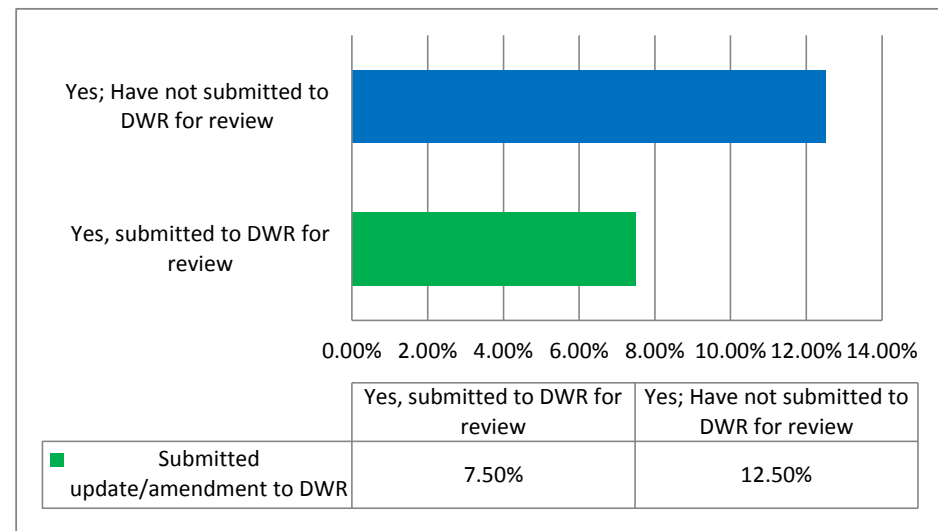 Yes; Have not submitted to
DWR for review
Yes, submitted to DWR for
review
0.00% 2.00% 4.00% 6.00% 8.00% 10.00% 12.00% 14.00%
Yes, submitted to DWR for
review
Yes; Have not submitted to
DWR for review
Submitted
update/amendment to DWR
7.50%
12.50%